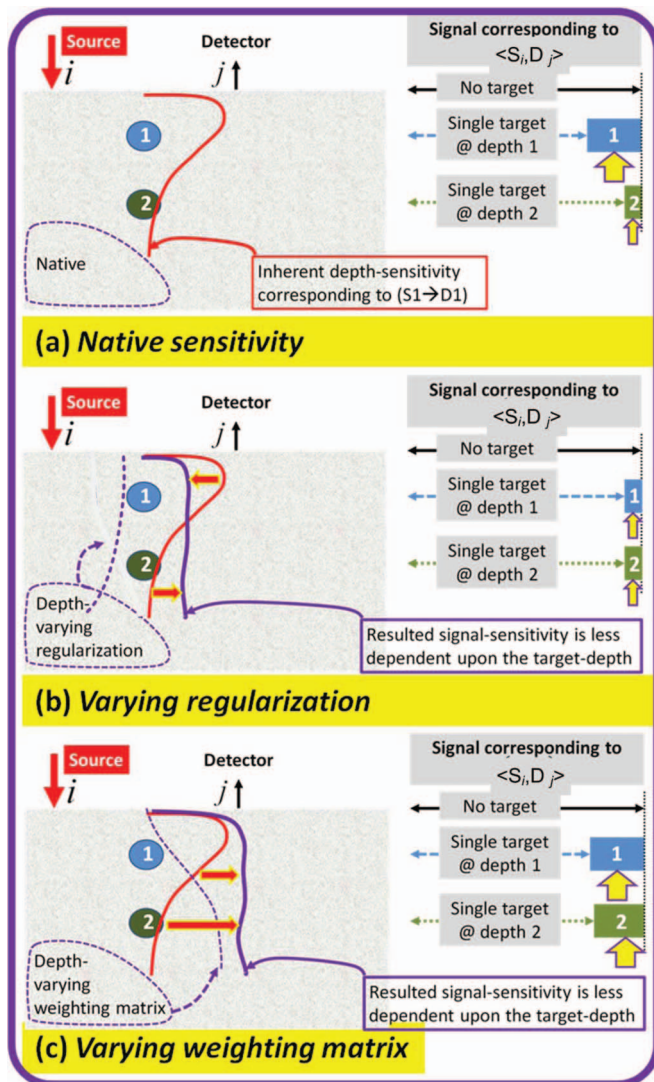 Source
i
Detector
j
Signal corresponding to
<Si,D j>
No target
1
Single target
@ depth 1
1
2
Single target
@ depth 2
2
Native
Inherent depth-sensitivity
corresponding to (S1→D1)
(a) Native sensitivity
Source
i
Detector
j
Signal corresponding to
<Si,D j>
No target
1
Single target
@ depth 1
1
2
Single target
@ depth 2
2
Depth-
varying
regularization
Resulted signal-sensitivity is less
dependent upon the target-depth
(b) Varying regularization
Source
i
Detector
j
Signal corresponding to
<Si,D j>
No target
1
Single target
@ depth 1
1
2
Single target
@ depth 2
2
Depth-
varying
weighting matrix
Resulted signal-sensitivity is less
dependent upon the target-depth
(c) Varying weighting matrix